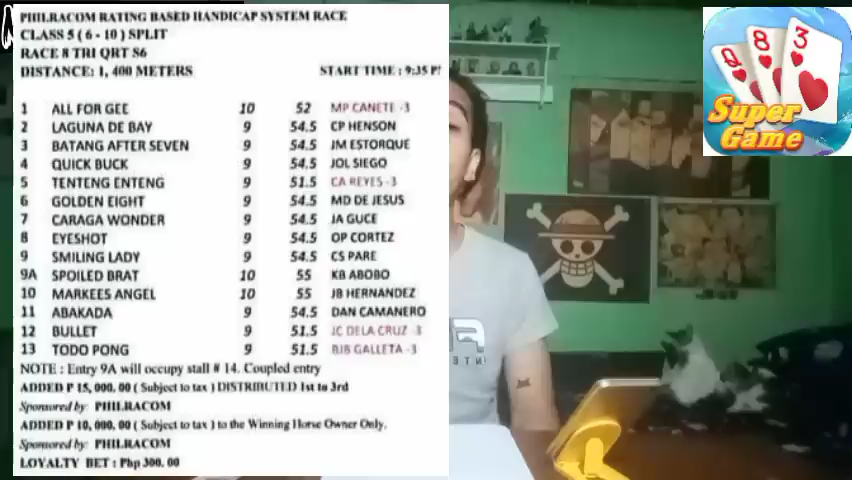 PHILRACOM RATING BASED HANDICAP SYSTEM RACE
CLASS 5 ( 6 - 10 ) SPLIT
RACE 8 TRI QRT S6
DISTANCE: 1, 400 METERS START TIME : 9:35 P!
1 ALL FOR GEE 10 52 MP CANETE -3
2 LAGUNA DE BAY 9 54.5 CP HENSON
3 BATANG AFTER SEVEN 9 54.5 JM ESTORQUE
4 QUICK BUCK 9 54.5 JOL SIEGO
5 TENTENG ENTENG 9 51.5 CA REYES -3
6 GOLDEN EIGHT 9 54.5 MD DE JESUS
7 CARAGA WONDER 9 54.5 JA GUCE
8 EYESHOT 9 54.5 OP CORTEZ
9 SMILING LADY 9 54.5 CS PARE
9A SPOILED BRAT 10 55 KB ABOBO
10 MARKEES ANGEL 10 55 JB HERNANDEZ
11 ABAKADA 9 54.5 DAN CAMANERO
12 BULLET 9 51.5 JC DELA CRUZ -3
13 TODO PONG 9 51.5 BJB GALLETA -3
NOTE : Entry 9A will occupy stall # 14. Coupled entry
ADDED P 15, 000. 00 ( Subject to tax ) DISTRIBUTED 1st to 3rd
Sponsored by: PHILRACOM
ADDED P 10, 000. 00 ( Subject to tax ) to the Winning Horse Owner Only.
Sponsored by: PHILRACOM
LOYALTY BET : Php 300. 00
Q 8 3
Super
Game